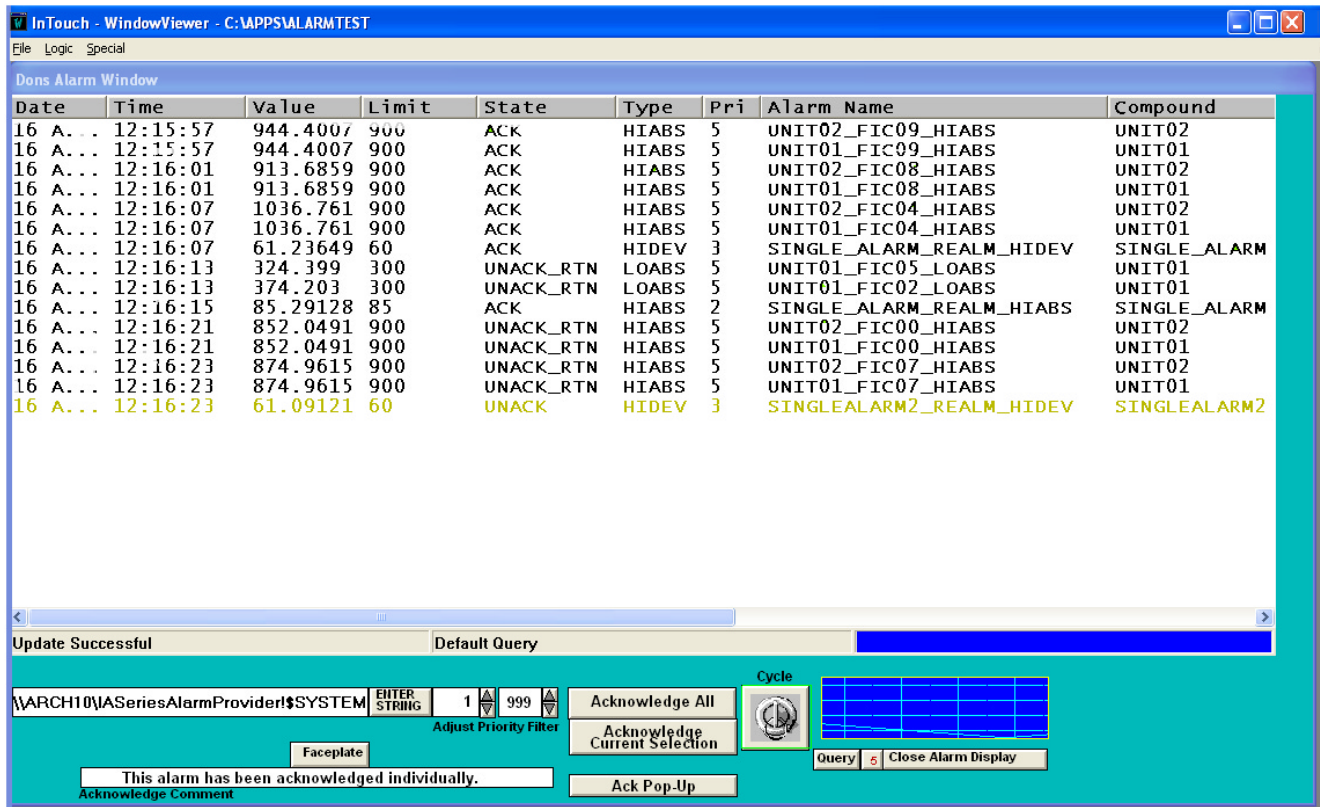 InTouch - WindowViewer - C:\APPS\ALARMTEST
File Logic Special
Dons Alarm Window
Date Time Value Limit State Type Pri Alarm Name Compound
16 A... 12:15:57 944.4007 900 ACK HIABS 5 UNIT02_FIC09_HIABS UNIT02
16 A... 12:15:57 944.4007 900 ACK HIABS 5 UNIT01_FIC09_HIABS UNIT01
16 A... 12:16:01 913.6859 900 ACK HIABS 5 UNIT02_FIC08_HIABS UNIT02
16 A... 12:16:01 913.6859 900 ACK HIABS 5 UNIT01_FIC08_HIABS UNIT01
16 A... 12:16:07 1036.761 900 ACK HIABS 5 UNIT02_FIC04_HIABS UNIT02
16 A... 12:16:07 1036.761 900 ACK HIABS 5 UNIT01_FIC04_HIABS UNIT01
16 A... 12:16:07 61.23649 60 ACK HIDEV 3 SINGLE_ALARM_REALM_HIDEV SINGLE_ALARM
16 A... 12:16:13 324.399 300 UNACK_RTN LOABS 5 UNIT01_FIC05_LOABS UNIT01
16 A... 12:16:13 374.203 300 UNACK_RTN LOABS 5 UNIT01_FIC02_LOABS UNIT01
16 A... 12:16:15 85.29128 85 ACK HIABS 2 SINGLE_ALARM_REALM_HIABS SINGLE_ALARM
16 A... 12:16:21 852.0491 900 UNACK_RTN HIABS 5 UNIT02_FIC00_HIABS UNIT02
16 A... 12:16:21 852.0491 900 UNACK_RTN HIABS 5 UNIT01_FIC00_HIABS UNIT01
16 A... 12:16:23 874.9615 900 UNACK_RTN HIABS 5 UNIT02_FIC07_HIABS UNIT02
16 A... 12:16:23 874.9615 900 UNACK_RTN HIABS 5 UNIT01_FIC07_HIABS UNIT01
16 A... 12:16:23 61.09121 60 UNACK HIDEV 3 SINGLEALARM2_REALM_HIDEV SINGLEALARM2
Update Successful Default Query
\\ARCH10\IASeriesAlarmProvider!$SYSTEM
ENTER
STRING
1 999
Adjust Priority Filter
Acknowledge All
Acknowledge
Current Selection
Cycle
Faceplate
Query 5 Close Alarm Display
This alarm has been acknowledged individually.
Acknowledge Comment
Ack Pop-Up